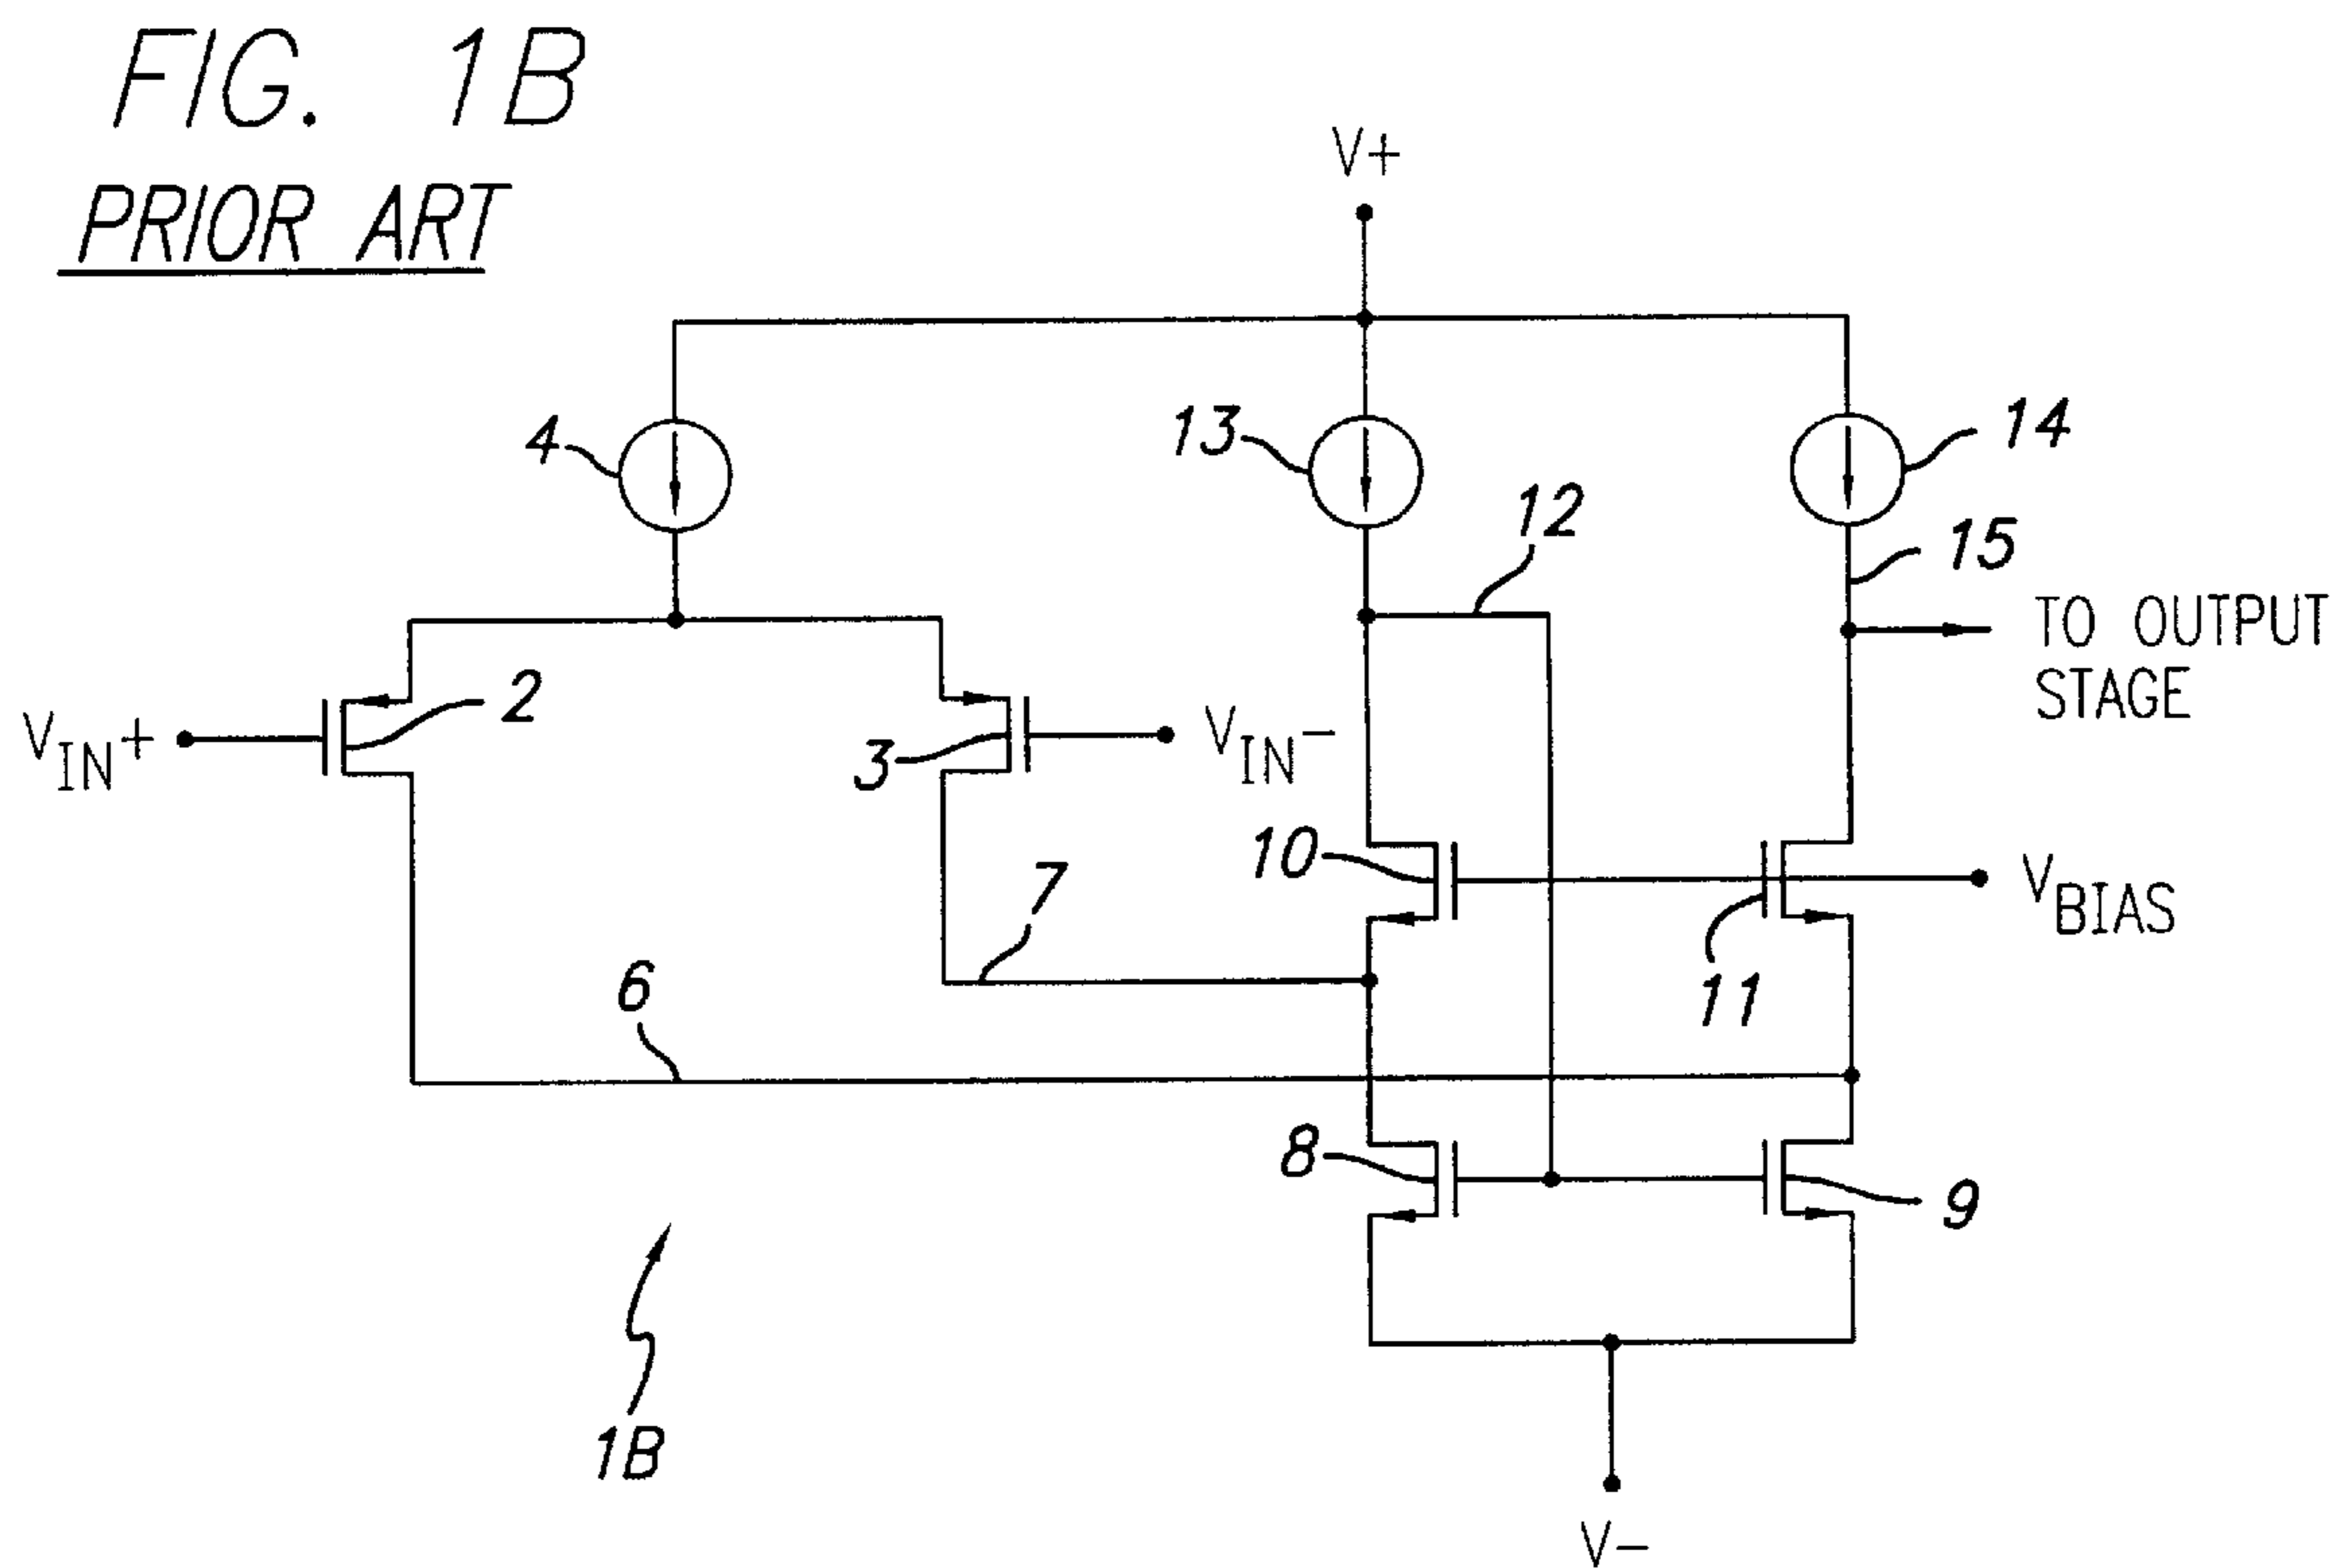 FIG. 1B
PRIOR ART
V+
4
13
14
12
15
TO OUTPUT
STAGE
2
VIN+
3
VIN-
10
VBIAS
7
11
6
8
9
1B
V-